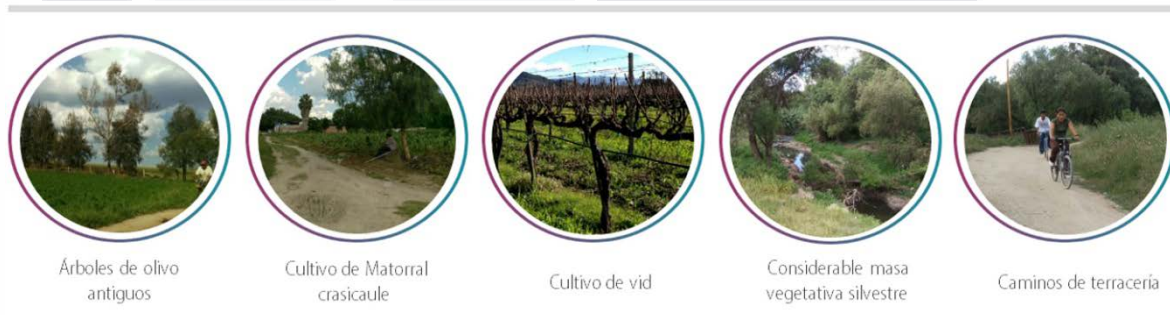 Árboles de olivo
antiguos
Cultivo de Matorral
crasicaule
Cultivo de vid
Considerable masa
vegetativa silvestre
Caminos de terracería